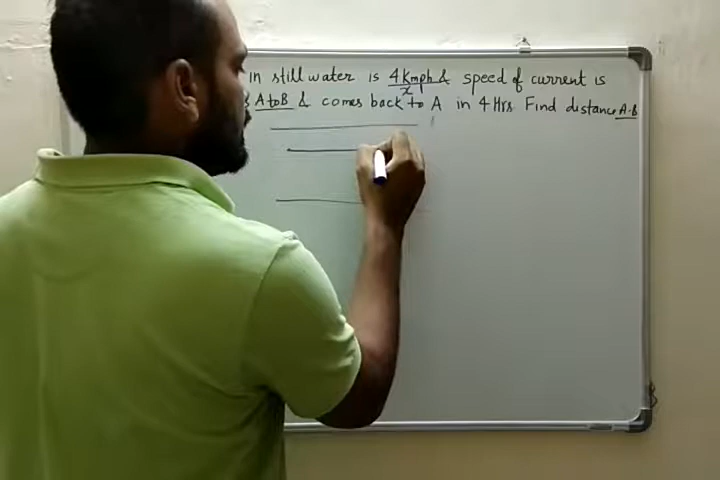 in still water is 4 Kmph & speed of current is
x
A to B & comes back to A in 4 Hrs Find distance A-B